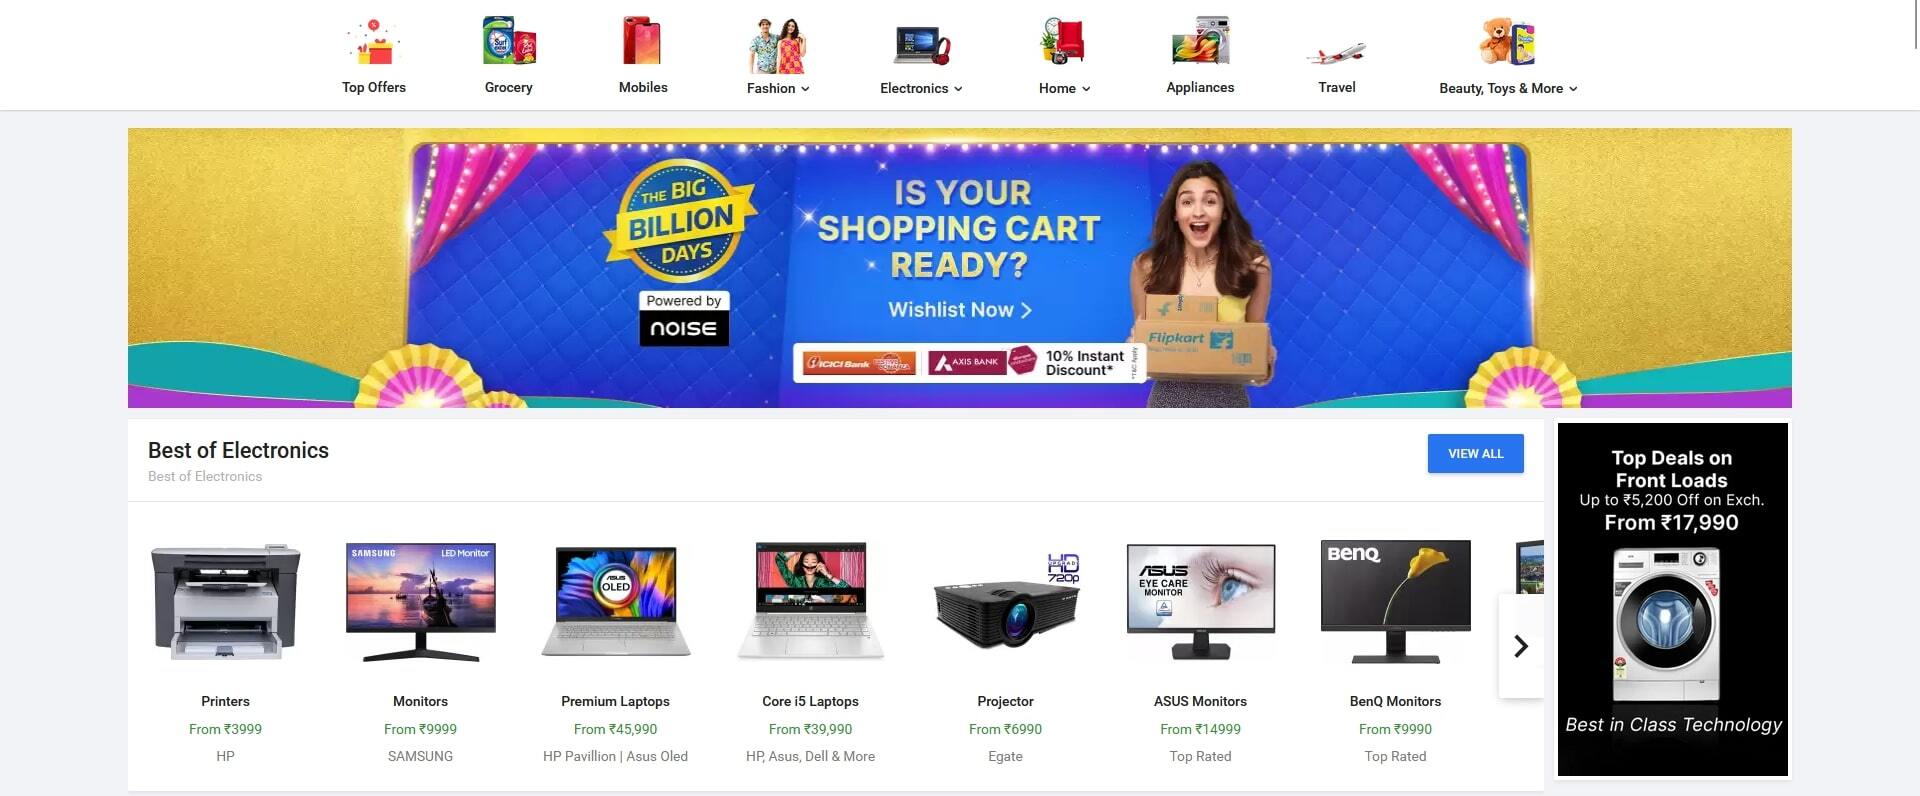 Top Offers
Grocery
Mobiles
Fashion
Electronics
Home
Appliances
Travel
Beauty, Toys & More
THE BIG
BILLION
DAYS
Powered by
noise
IS YOUR
SHOPPING CART
READY?
Wishlist Now >
ICICI Bank
AXIS BANK
10% Instant
Discount*
*T&C Apply
Flipkart
Best of Electronics
Best of Electronics
VIEW ALL
SAMSUNG
LED Monitor
ASUS
OLED
HD
720p
ASUS
EYE CARE
MONITOR
BenQ
Printers
From ₹3999
HP
Monitors
From ₹9999
SAMSUNG
Premium Laptops
From ₹45,990
HP Pavillion | Asus Oled
Core i5 Laptops
From ₹39,990
HP, Asus, Dell & More
Projector
From ₹6990
Egate
ASUS Monitors
From ₹14999
Top Rated
BenQ Monitors
From ₹9990
Top Rated
Top Deals on
Front Loads
Up to ₹5,200 Off on Exch.
From ₹17,990
Best in Class Technology